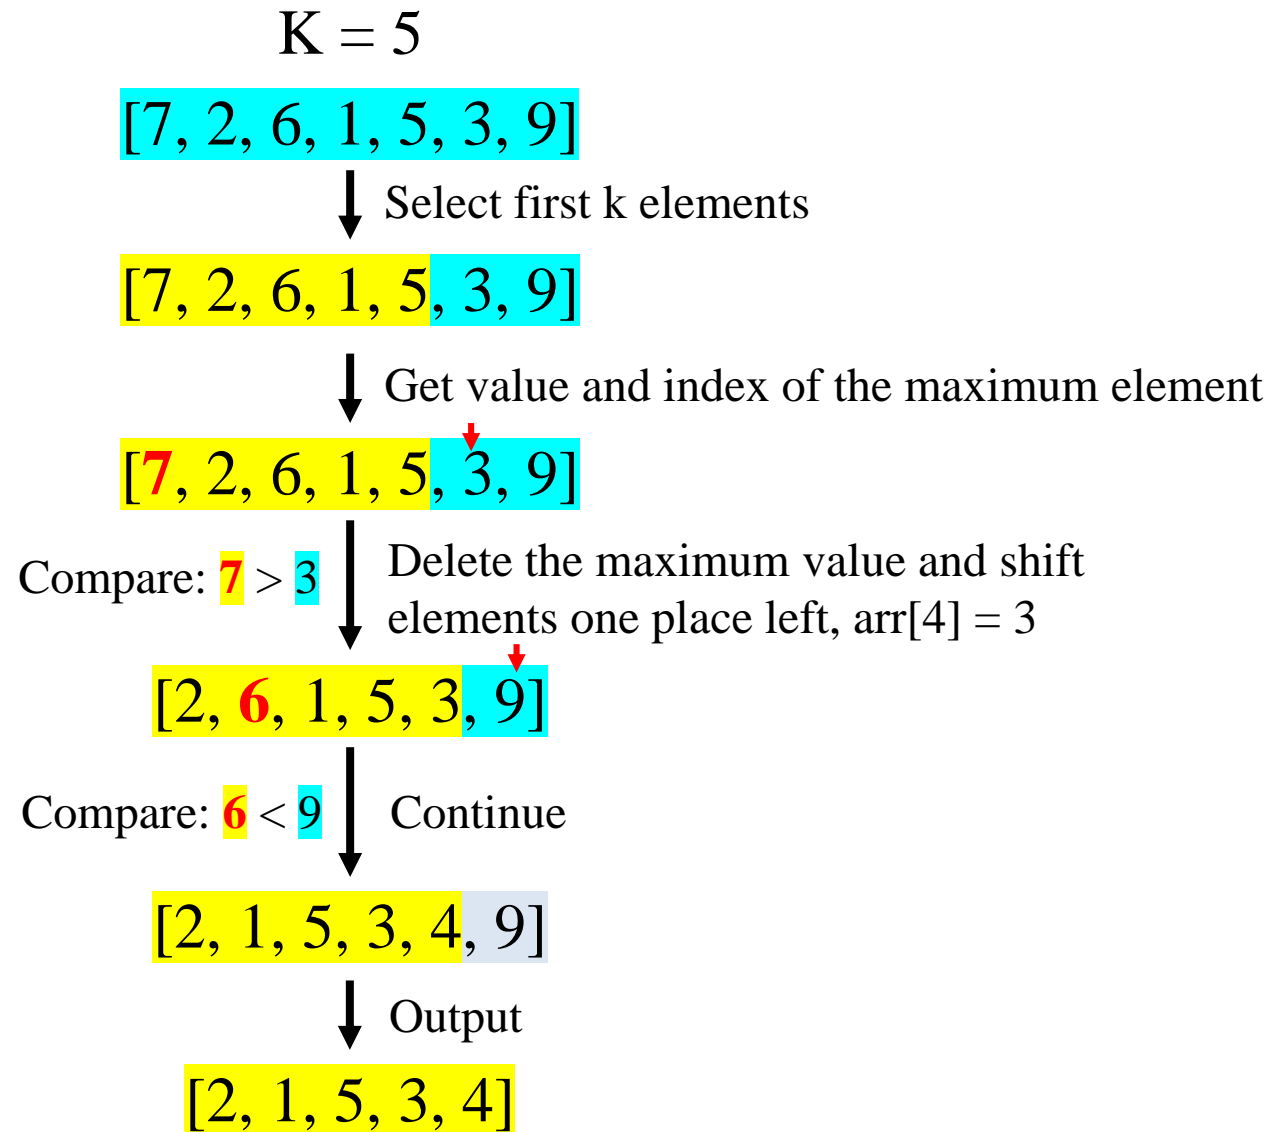 K = 5
[7, 2, 6, 1, 5, 3, 9]
Select first k elements
[7, 2, 6, 1, 5, 3, 9]
Get value and index of the maximum element
[7, 2, 6, 1, 5, 3, 9]
Compare: 7 > 3
Delete the maximum value and shift
elements one place left, arr[4] = 3
[2, 6, 1, 5, 3, 9]
Compare: 6 < 9
Continue
[2, 1, 5, 3, 4, 9]
Output
[2, 1, 5, 3, 4]